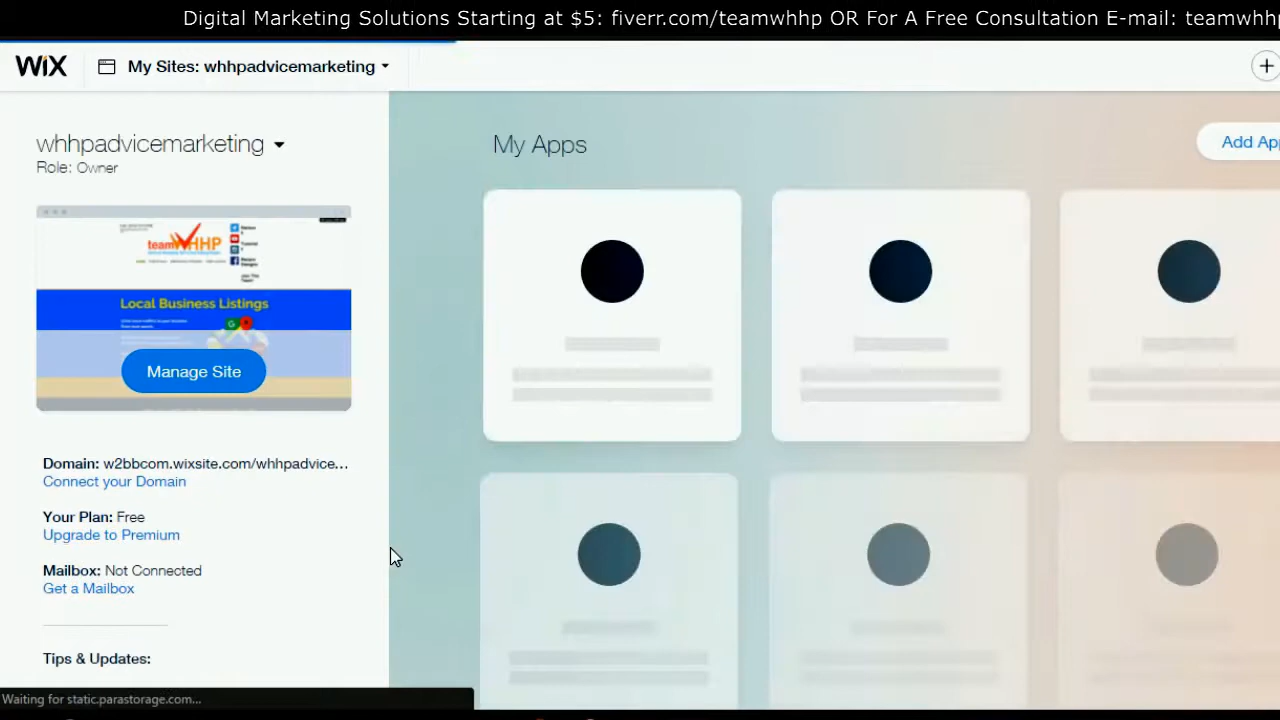 Digital Marketing Solutions Starting at $5: fiverr.com/teamwhhp OR For A Free Consultation E-mail: teamwhhp
WiX
My Sites: whhpadvicemarketing
whhpadvicemarketing
Role: Owner
My Apps
Add App
teamWHHP
Local Business Listings
Manage Site
Domain: w2bbcom.wixsite.com/whhpadvice...
Connect your Domain
Your Plan: Free
Upgrade to Premium
Mailbox: Not Connected
Get a Mailbox
Tips & Updates:
Waiting for static.parastorage.com...